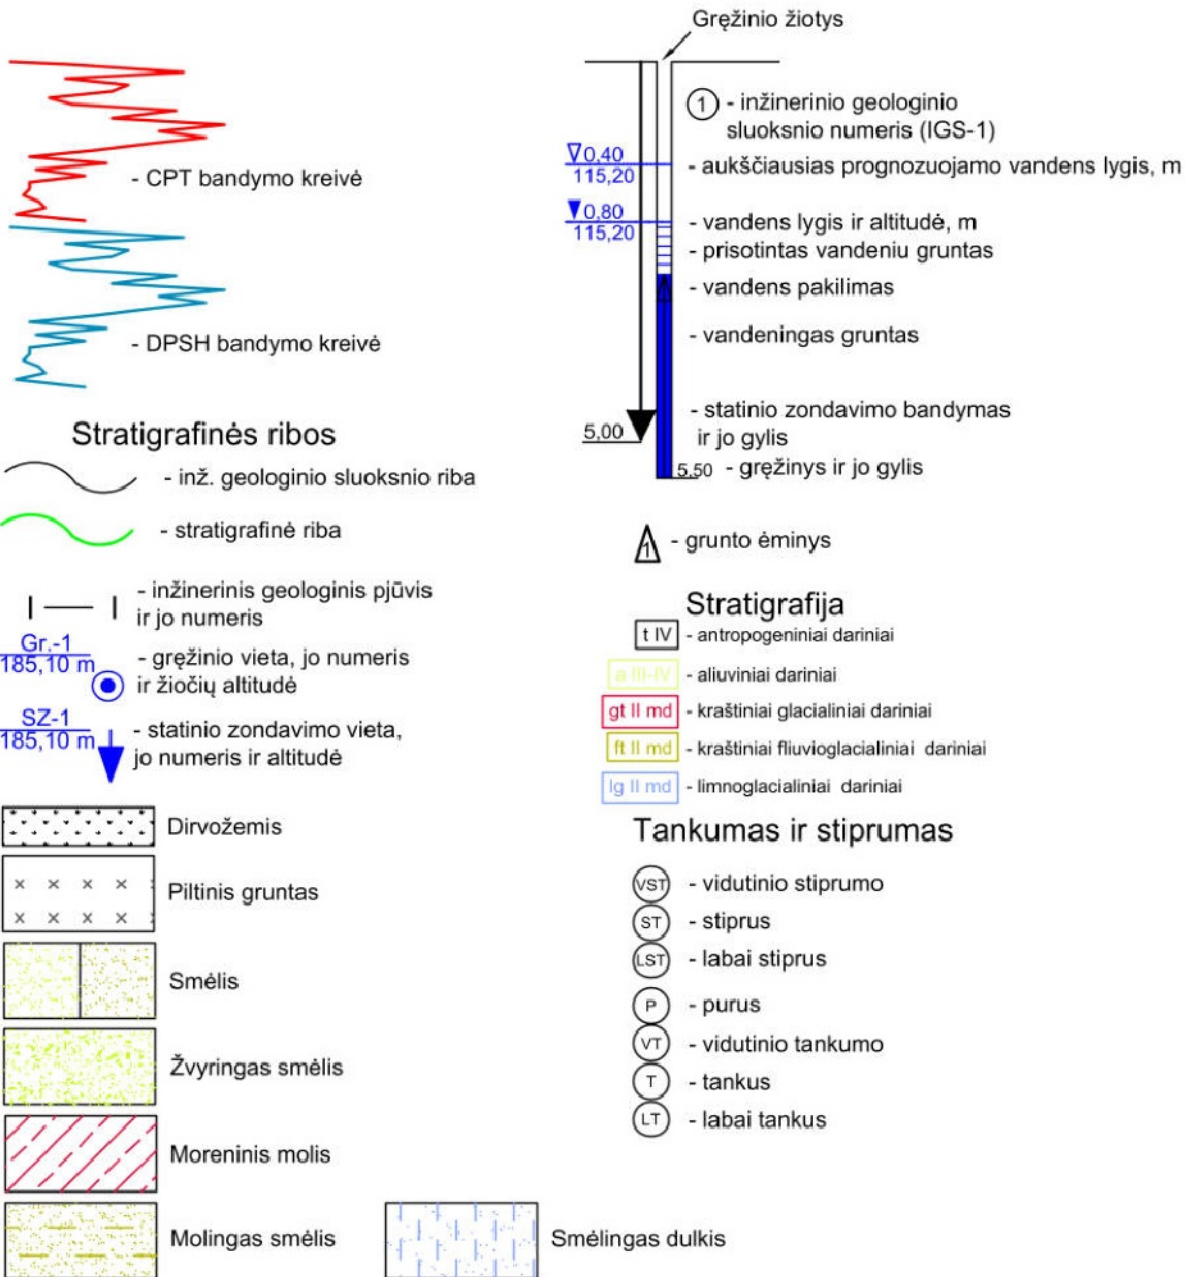 Gręžinio žiotys
1 - inžinerinio geologinio
sluoksnio numeris (IGS-1)
0,40
115,20
- aukščiausias prognozuojamo vandens lygis, m
0,80
115,20
- vandens lygis ir altitudė, m
- prisotintas vandeniu gruntas
- vandens pakilimas
- vandeningas gruntas
- statinio zondavimo bandymas
ir jo gylis
5,00
5,50 - gręžinys ir jo gylis
1 - grunto ėminys
- CPT bandymo kreivė
- DPSH bandymo kreivė
Stratigrafinės ribos
- inž. geologinio sluoksnio riba
- stratigrafinė riba
I — I - inžinerinis geologinis pjūvis
ir jo numeris
Gr.-1
185,10 m
- gręžinio vieta, jo numeris
ir žiočių altitudė
SZ-1
185,10 m
- statinio zondavimo vieta,
jo numeris ir altitudė
Dirvožemis
Piltinis gruntas
Smėlis
Žvyringas smėlis
Moreninis molis
Molingas smėlis
Smėlingas dulkis
Stratigrafija
t IV - antropogeniniai dariniai
a III-IV - aliuviniai dariniai
gt II md - kraštiniai glacialiniai dariniai
ft II md - kraštiniai fliuvioglacialiniai dariniai
lg II md - limnoglacialiniai dariniai
Tankumas ir stiprumas
VST - vidutinio stiprumo
ST - stiprus
LST - labai stiprus
P - purus
VT - vidutinio tankumo
T - tankus
LT - labai tankus